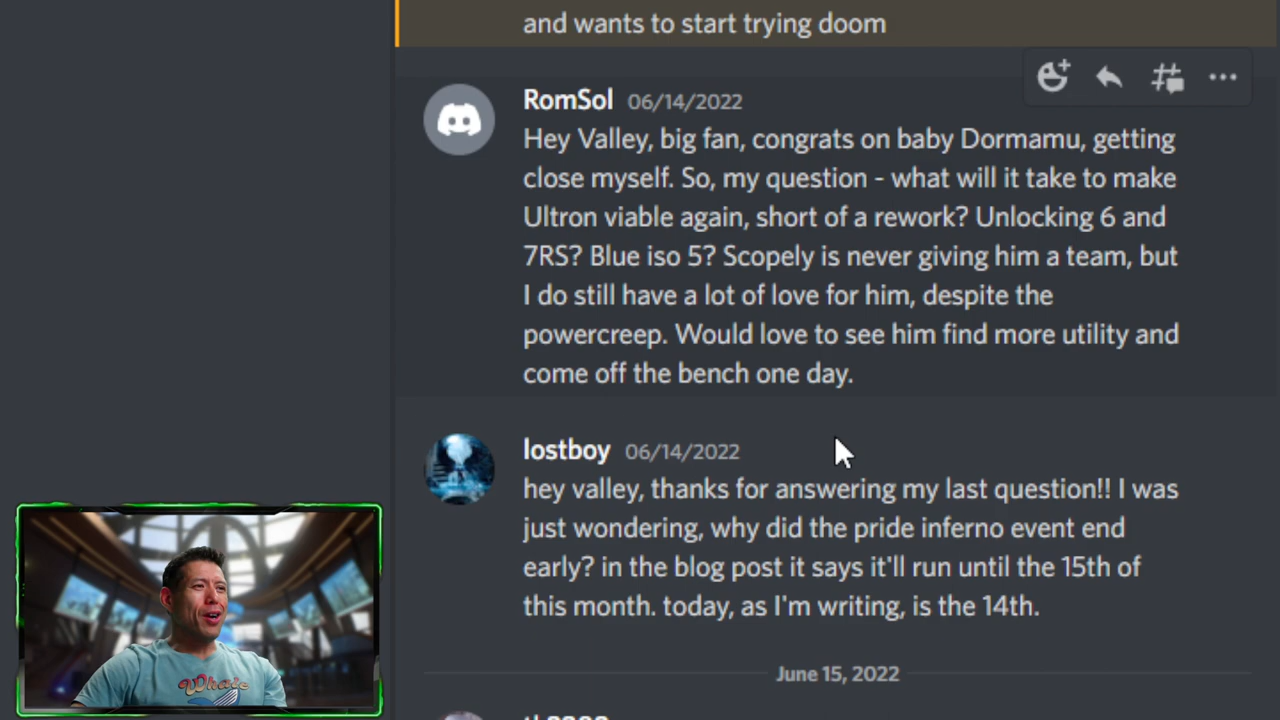 and wants to start trying doom
RomSol 06/14/2022
Hey Valley, big fan, congrats on baby Dormamu, getting
close myself. So, my question - what will it take to make
Ultron viable again, short of a rework? Unlocking 6 and
7RS? Blue iso 5? Scopely is never giving him a team, but
I do still have a lot of love for him, despite the
powercreep. Would love to see him find more utility and
come off the bench one day.
lostboy 06/14/2022
hey valley, thanks for answering my last question!! I was
just wondering, why did the pride inferno event end
early? in the blog post it says it'll run until the 15th of
this month. today, as I'm writing, is the 14th.
June 15, 2022
Whale